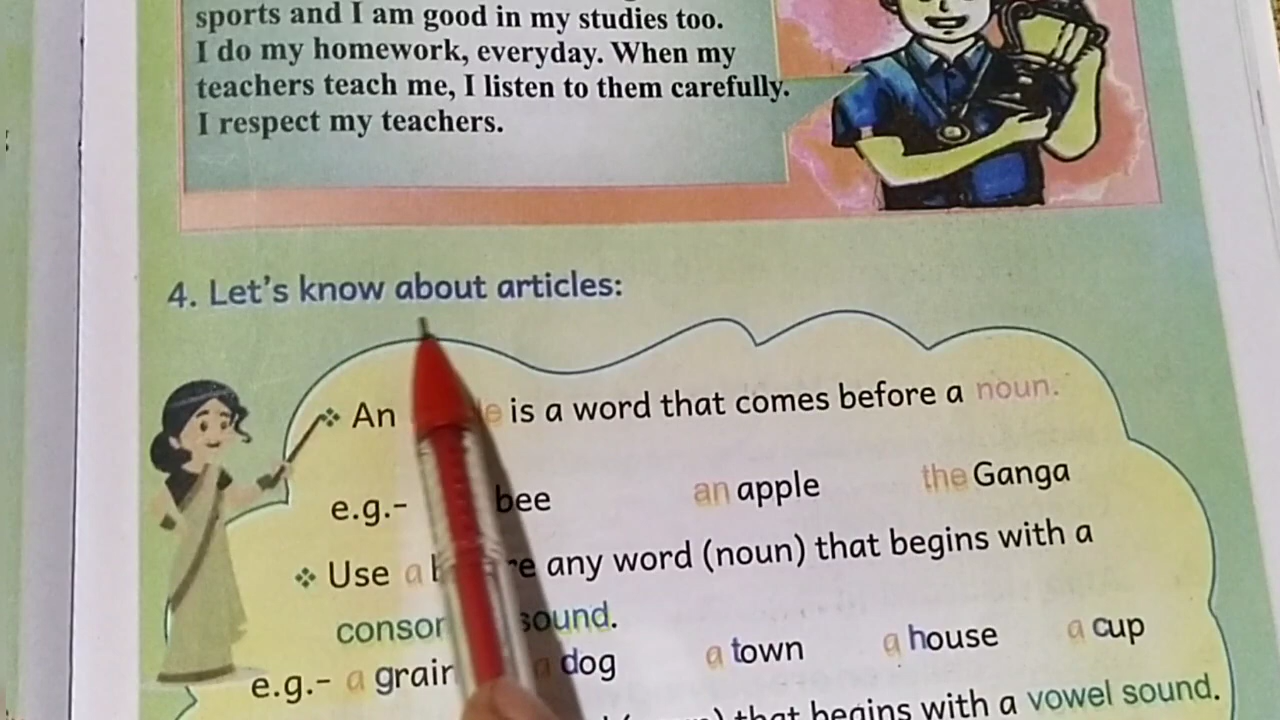 sports and I am good in my studies too.
I do my homework, everyday. When my
teachers teach me, I listen to them carefully.
I respect my teachers.
4. Let's know about articles:
❖ An is a word that comes before a noun.
e.g.- bee an apple the Ganga
❖ Use a any word (noun) that begins with a
sound.
e.g.- a a dog a town a house a cup
that begins with a vowel sound.